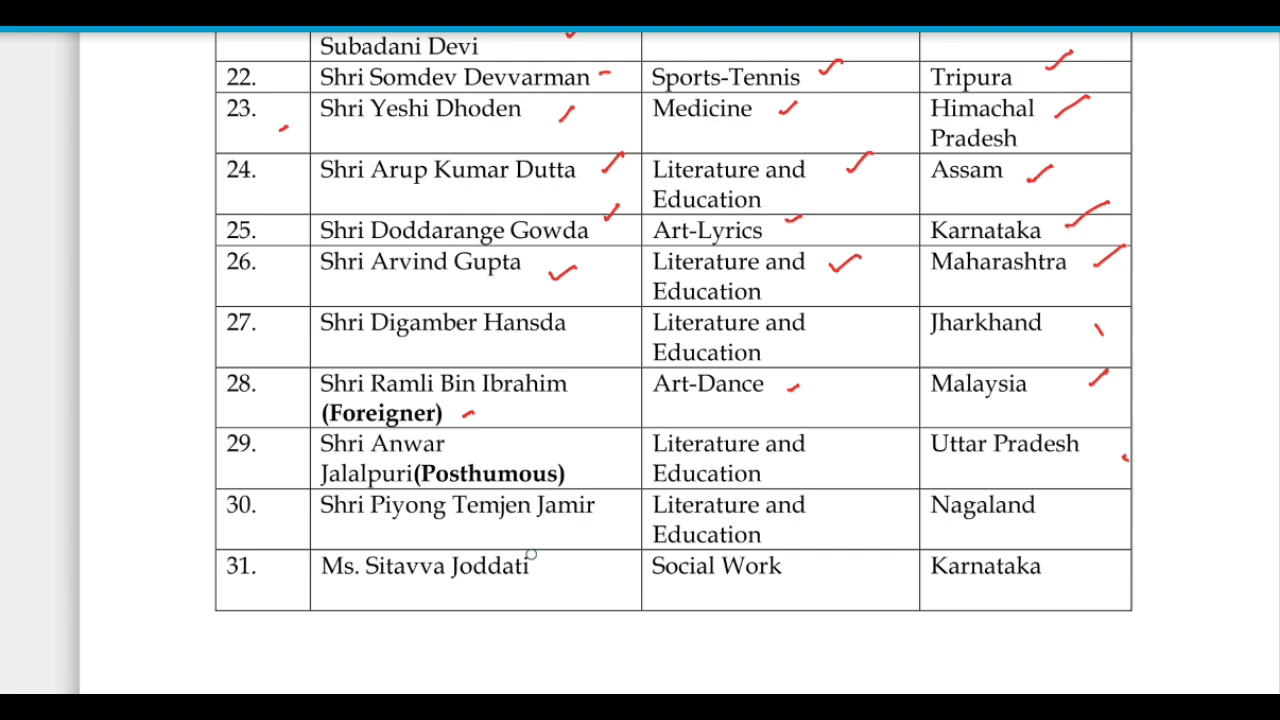 Subadani Devi
22. Shri Somdev Devvarman Sports-Tennis Tripura
23. Shri Yeshi Dhoden Medicine Himachal
Pradesh
24. Shri Arup Kumar Dutta Literature and Assam
Education
25. Shri Doddarange Gowda Art-Lyrics Karnataka
26. Shri Arvind Gupta Literature and Maharashtra
Education
27. Shri Digamber Hansda Literature and Jharkhand
Education
28. Shri Ramli Bin Ibrahim Art-Dance Malaysia
(Foreigner)
29. Shri Anwar Literature and Uttar Pradesh
Jalalpuri(Posthumous) Education
30. Shri Piyong Temjen Jamir Literature and Nagaland
Education
31. Ms. Sitavva Joddati Social Work Karnataka